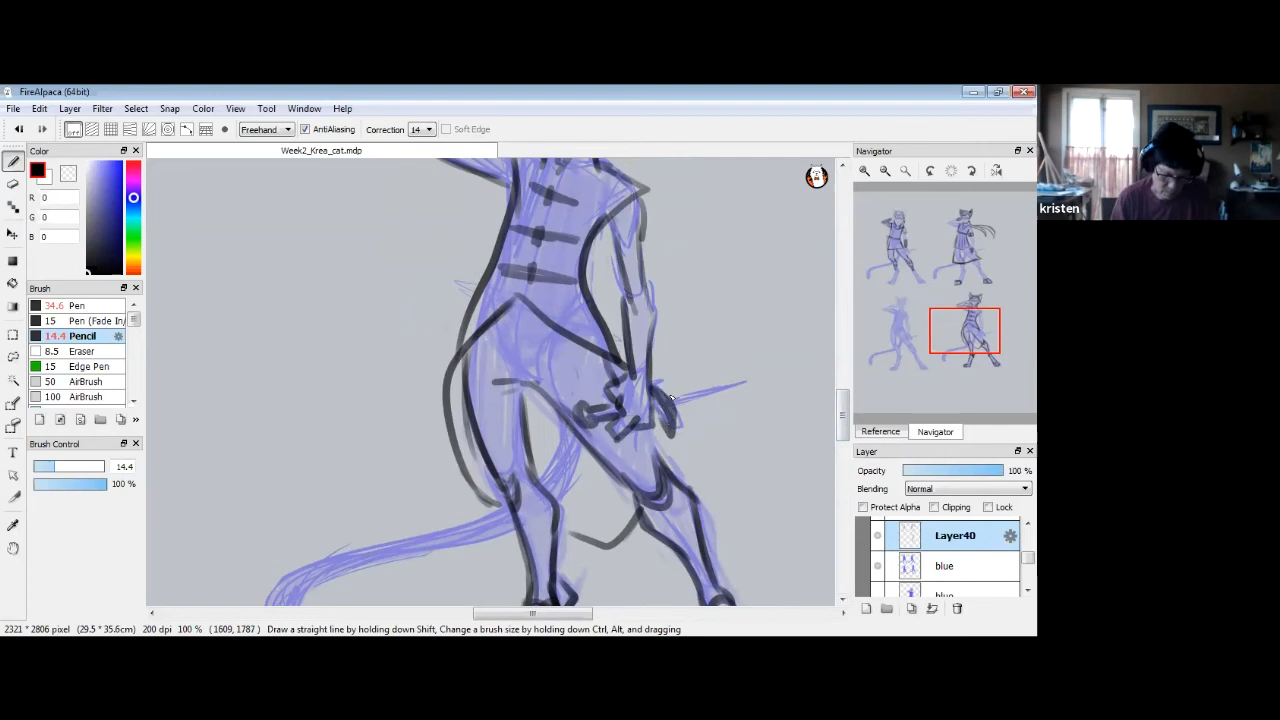 FireAlpaca (64bit)
File Edit Layer Filter Select Snap Color View Tool Window Help
Off Freehand AntiAliasing Correction 14 Soft Edge
Color
Week2_Krea_cat.mdp
Navigator
R 0
G 0
B 0
kristen
Brush
34.6 Pen
15 Pen (Fade In/
14.4 Pencil
8.5 Eraser
15 Edge Pen
50 AirBrush
100 AirBrush
Reference Navigator
Brush Control
Layer
14.4
Opacity 100 %
100 %
Blending Normal
Protect Alpha Clipping Lock
Layer40
blue
blue
2321 * 2806 pixel (29.5 * 35.6cm) 200 dpi 100 % (1609, 1787) Draw a straight line by holding down Shift, Change a brush size by holding down Ctrl, Alt, and dragging